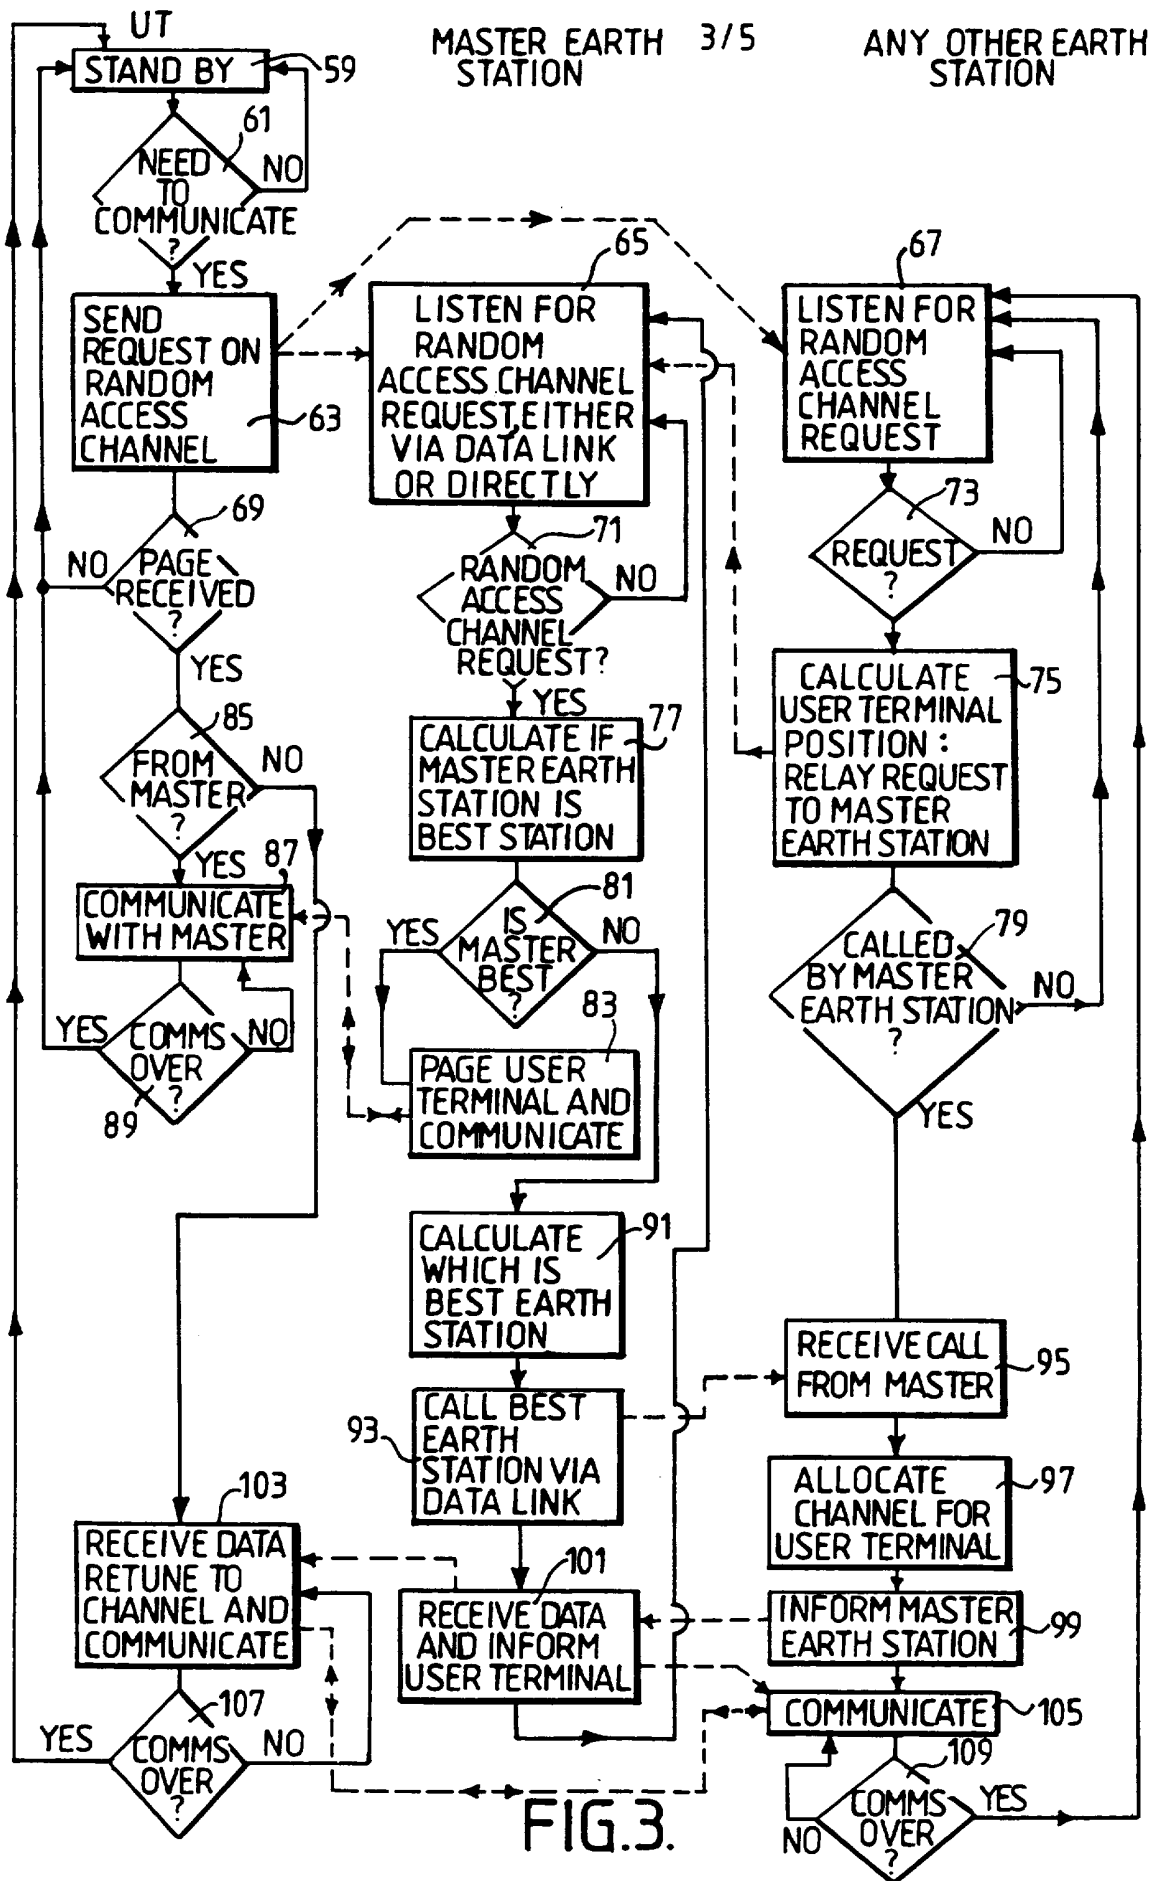 UT
MASTER EARTH
STATION
3/5
ANY OTHER EARTH
STATION
STAND BY
59
61
NEED
TO
COMMUNICATE
?
NO
YES
SEND
REQUEST ON
RANDOM
ACCESS
CHANNEL
63
65
LISTEN FOR
RANDOM
ACCESS CHANNEL
REQUEST, EITHER
VIA DATA LINK
OR DIRECTLY
67
LISTEN FOR
RANDOM
ACCESS
CHANNEL
REQUEST
69
NO
PAGE
RECEIVED
?
YES
71
RANDOM
ACCESS
CHANNEL
REQUEST?
NO
YES
73
REQUEST
?
NO
CALCULATE
USER TERMINAL
POSITION :
RELAY REQUEST
TO MASTER
EARTH STATION
75
85
FROM
MASTER
?
NO
YES
CALCULATE IF
MASTER EARTH
STATION IS
BEST STATION
77
87
COMMUNICATE
WITH MASTER
81
YES
IS
MASTER
BEST
?
NO
79
CALLED
BY MASTER
EARTH STATION
?
NO
YES
YES
COMMS
OVER
?
NO
89
83
PAGE USER
TERMINAL AND
COMMUNICATE
CALCULATE
WHICH IS
BEST EARTH
STATION
91
RECEIVE CALL
FROM MASTER
95
93
CALL BEST
EARTH
STATION VIA
DATA LINK
ALLOCATE
CHANNEL FOR
USER TERMINAL
97
103
RECEIVE DATA
RETUNE TO
CHANNEL AND
COMMUNICATE
101
RECEIVE DATA
AND INFORM
USER TERMINAL
INFORM MASTER
EARTH STATION
99
COMMUNICATE
105
107
YES
COMMS
OVER
?
NO
109
COMMS
OVER
?
YES
NO
FIG.3.